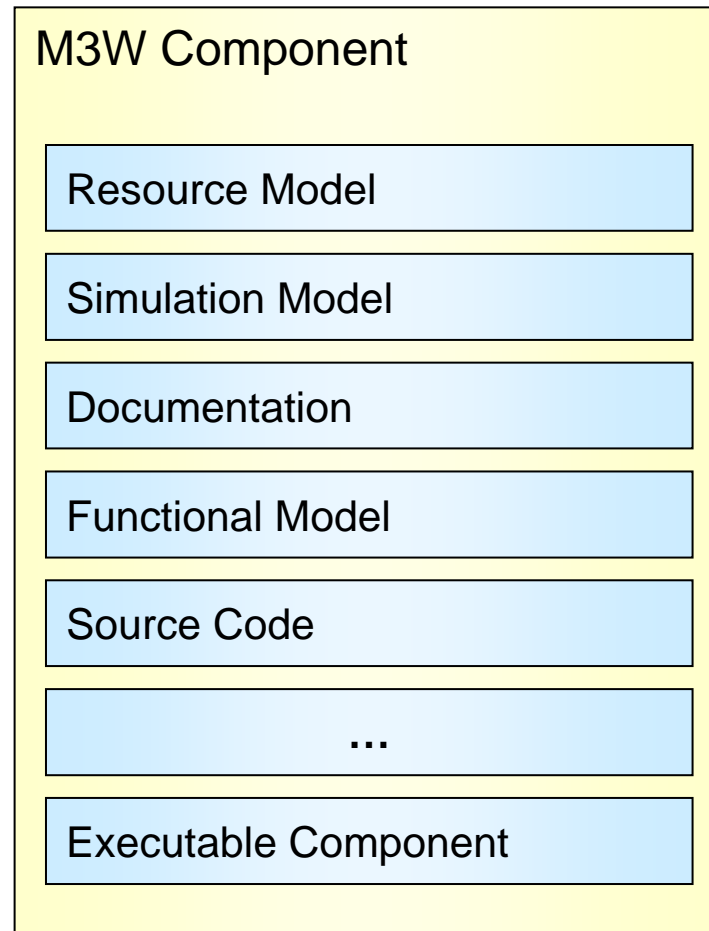 M3W Component
Resource Model
Simulation Model
Documentation
Functional Model
Source Code
...
Executable Component